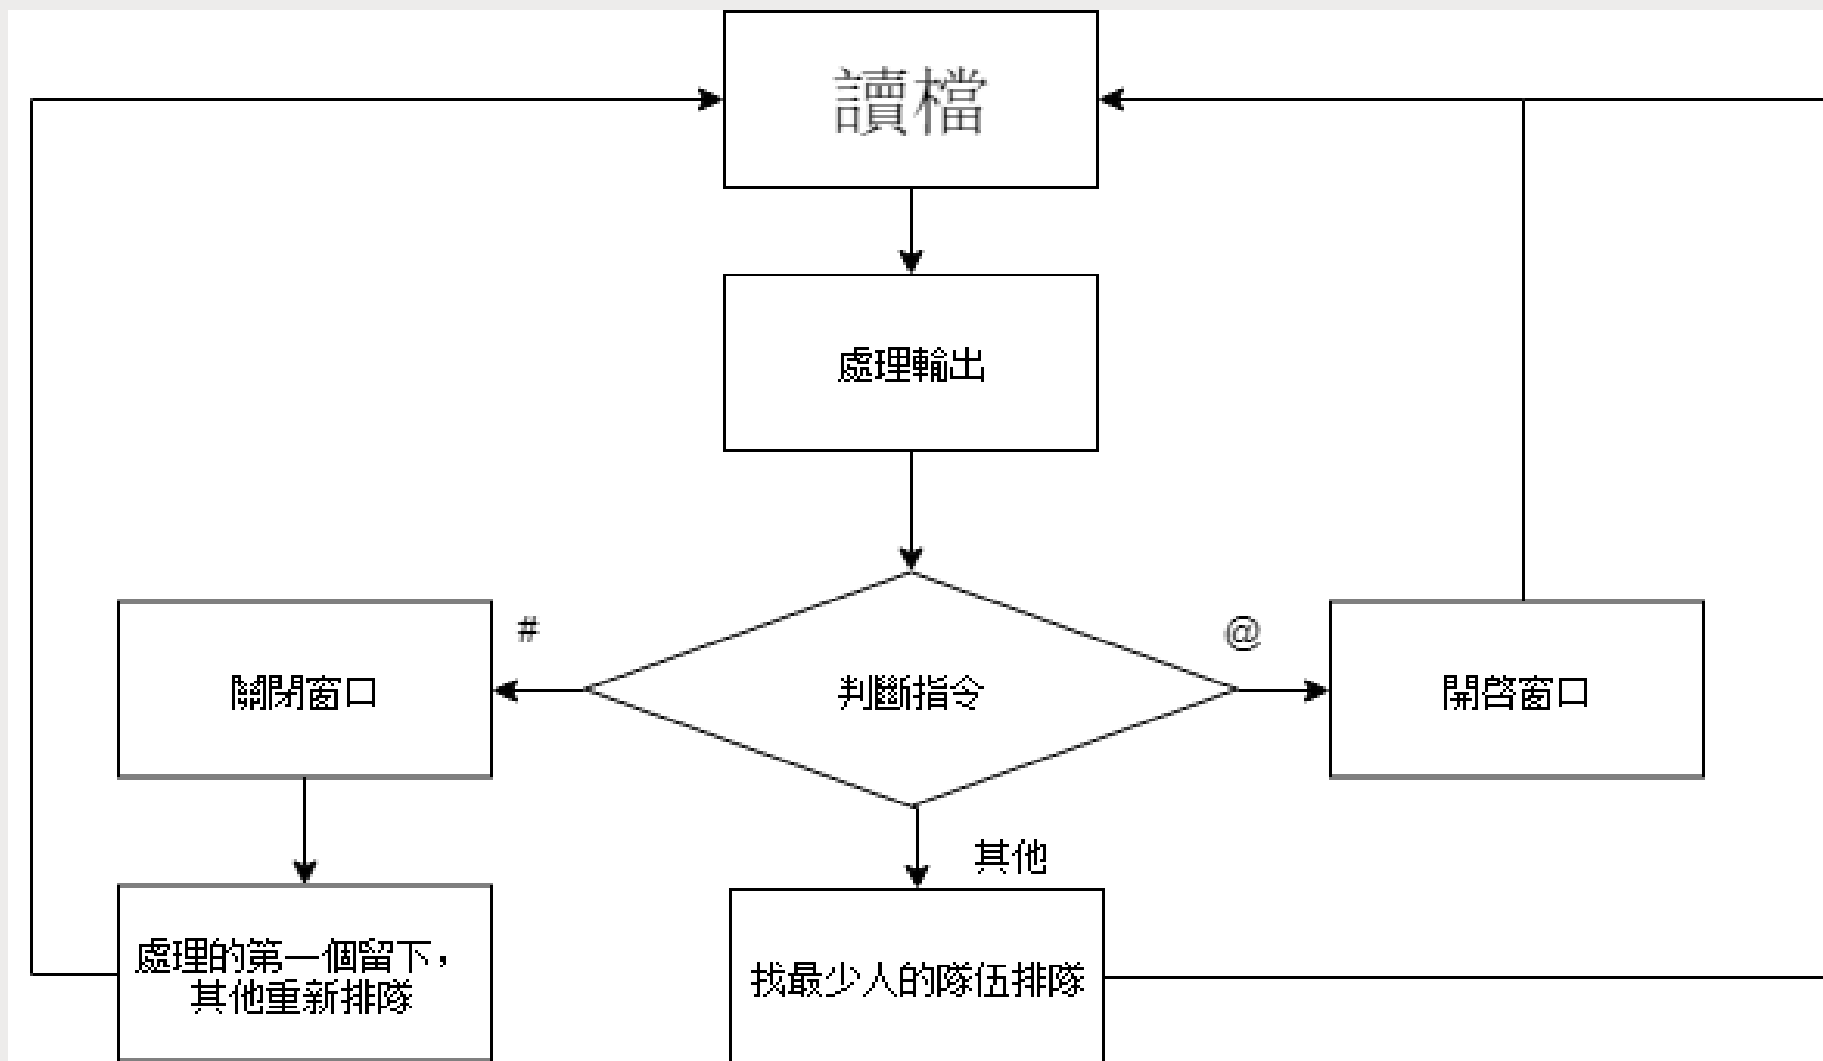 讀檔
處理輸出
#
@
關閉窗口
判斷指令
開啓窗口
其他
處理的第一個留下，
其他重新排隊
找最少人的隊伍排隊